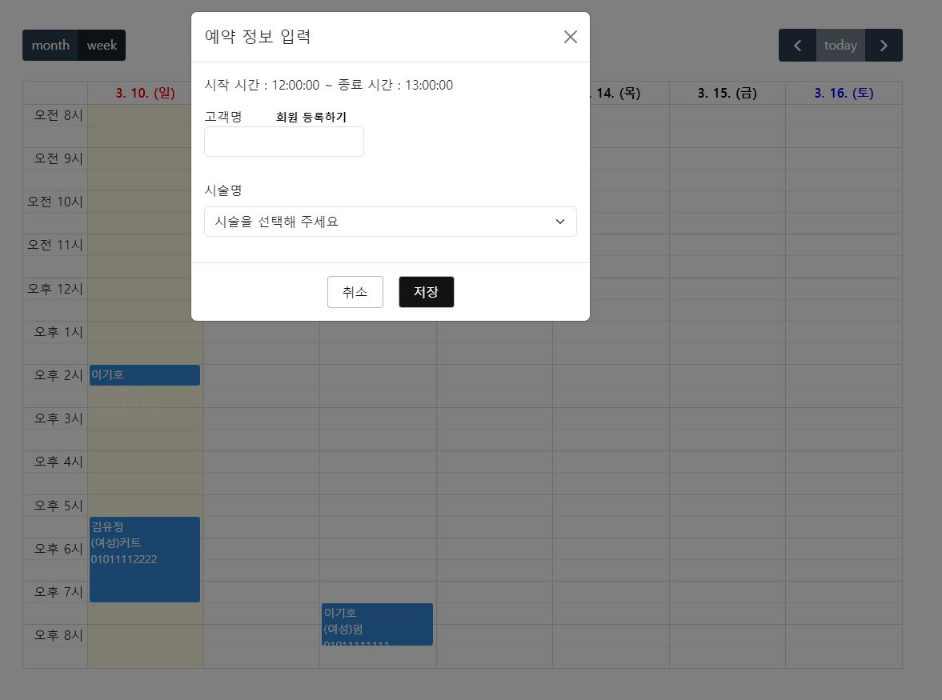 예약 정보 입력
month week
today
시작 시간 : 12:00:00 ~ 종료 시간 : 13:00:00
3. 10. (일)
14. (목)
3. 15. (금)
3. 16. (토)
고객명 회원 등록하기
시술명
시술을 선택해 주세요
취소 저장
오전 8시
오전 9시
오전 10시
오전 11시
오후 12시
오후 1시
오후 2시
이기호
오후 3시
오후 4시
오후 5시
김유정
(여성)커트
01011112222
오후 6시
오후 7시
이기호
(여성)펌
01011111111
오후 8시